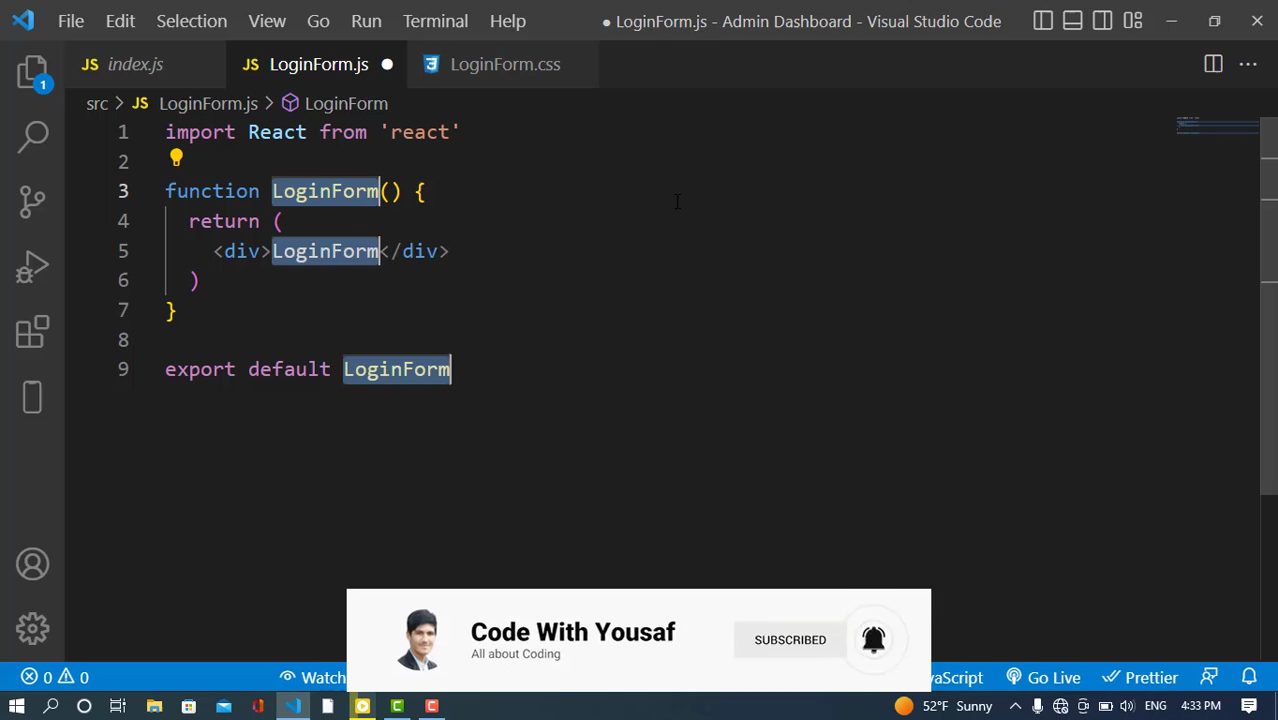 File Edit Selection View Go Run Terminal Help ● LoginForm.js - Admin Dashboard - Visual Studio Code
JS index.js JS LoginForm.js LoginForm.css
1
src > JS LoginForm.js > LoginForm
1 import React from 'react'
2
3 function LoginForm() {
4 return (
5 <div>LoginForm</div>
6 )
7 }
8
9 export default LoginForm
Code With Yousaf
All about Coding
SUBSCRIBED
0 0 Watch vaScript Go Live Prettier
52°F Sunny ENG 4:33 PM